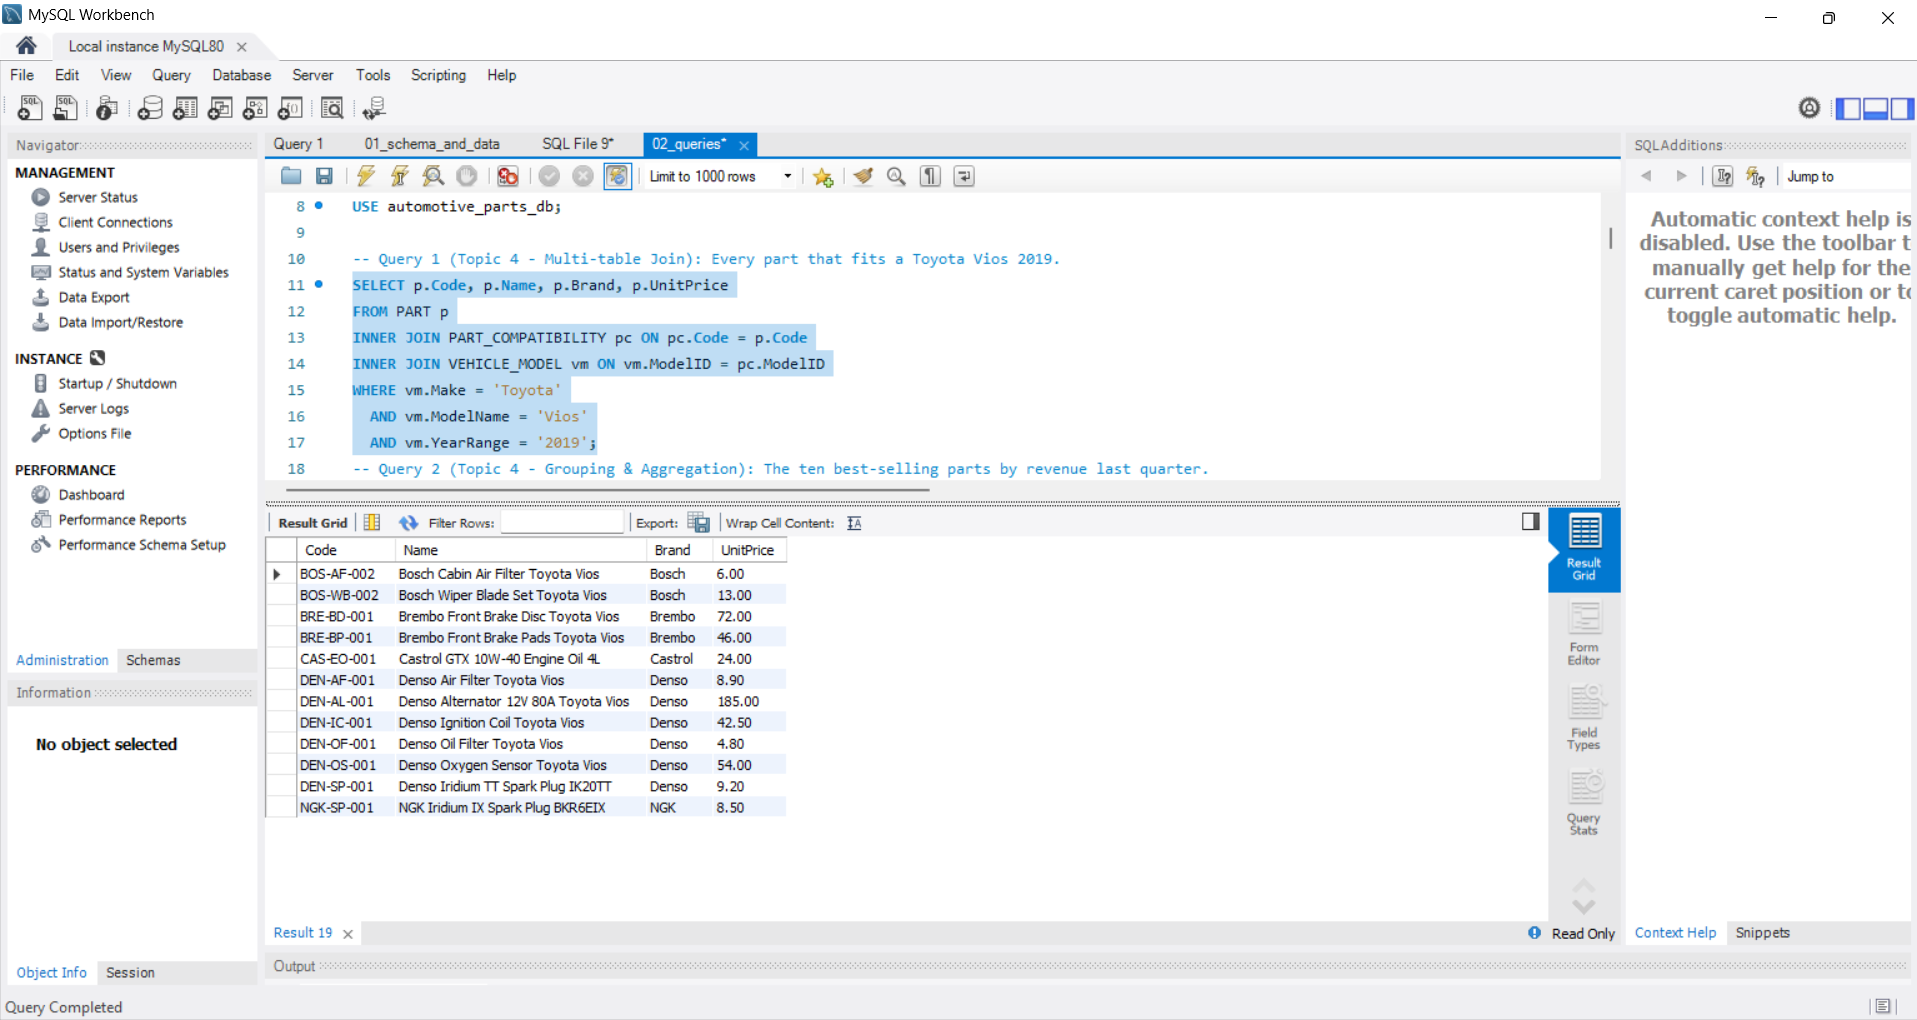 MySQL Workbench
Local instance MySQL80
File Edit View Query Database Server Tools Scripting Help
Navigator
MANAGEMENT
Server Status
Client Connections
Users and Privileges
Status and System Variables
Data Export
Data Import/Restore
INSTANCE
Startup / Shutdown
Server Logs
Options File
PERFORMANCE
Dashboard
Performance Reports
Performance Schema Setup
Administration Schemas
Information
No object selected
Object Info Session
Query Completed
Query 1 01_schema_and_data SQL File 9* 02_queries*
Limit to 1000 rows
8 USE automotive_parts_db;
9
10 -- Query 1 (Topic 4 - Multi-table Join): Every part that fits a Toyota Vios 2019.
11 SELECT p.Code, p.Name, p.Brand, p.UnitPrice
12 FROM PART p
13 INNER JOIN PART_COMPATIBILITY pc ON pc.Code = p.Code
14 INNER JOIN VEHICLE_MODEL vm ON vm.ModelID = pc.ModelID
15 WHERE vm.Make = 'Toyota'
16 AND vm.ModelName = 'Vios'
17 AND vm.YearRange = '2019';
18 -- Query 2 (Topic 4 - Grouping & Aggregation): The ten best-selling parts by revenue last quarter.
Result Grid Filter Rows: Export: Wrap Cell Content:
Code Name Brand UnitPrice
BOS-AF-002 Bosch Cabin Air Filter Toyota Vios Bosch 6.00
BOS-WB-002 Bosch Wiper Blade Set Toyota Vios Bosch 13.00
BRE-BD-001 Brembo Front Brake Disc Toyota Vios Brembo 72.00
BRE-BP-001 Brembo Front Brake Pads Toyota Vios Brembo 46.00
CAS-EO-001 Castrol GTX 10W-40 Engine Oil 4L Castrol 24.00
DEN-AF-001 Denso Air Filter Toyota Vios Denso 8.90
DEN-AL-001 Denso Alternator 12V 80A Toyota Vios Denso 185.00
DEN-IC-001 Denso Ignition Coil Toyota Vios Denso 42.50
DEN-OF-001 Denso Oil Filter Toyota Vios Denso 4.80
DEN-OS-001 Denso Oxygen Sensor Toyota Vios Denso 54.00
DEN-SP-001 Denso Iridium TT Spark Plug IK20TT Denso 9.20
NGK-SP-001 NGK Iridium IX Spark Plug BKR6EIX NGK 8.50
Result
Grid
Form
Editor
Field
Types
Query
Stats
Result 19
Read Only
Output
SQLAdditions
Jump to
Automatic context help is
disabled. Use the toolbar t
manually get help for the
current caret position or to
toggle automatic help.
Context Help Snippets